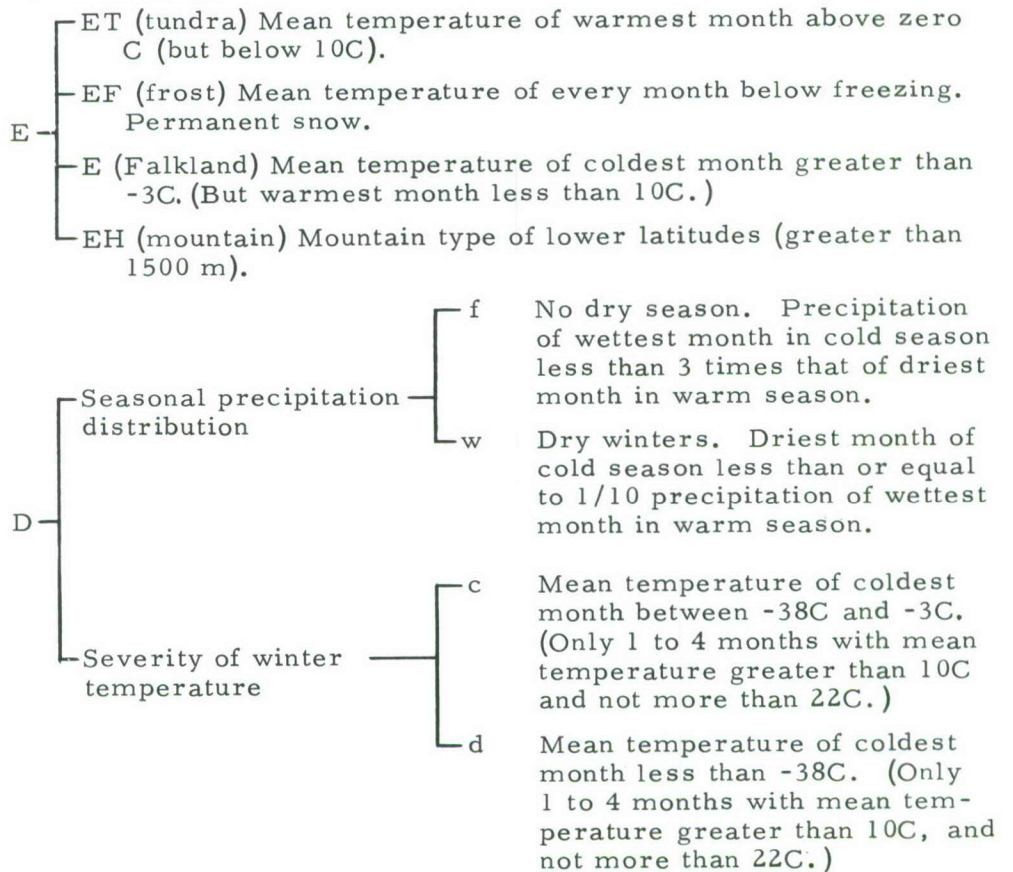 ET (tundra) Mean temperature of warmest month above zero
C (but below 10C).
EF (frost) Mean temperature of every month below freezing.
Permanent snow.
E
E (Falkland) Mean temperature of coldest month greater than
-3C. (But warmest month less than 10C.)
EH (mountain) Mountain type of lower latitudes (greater than
1500 m).
D
Seasonal precipitation
distribution
f No dry season. Precipitation
of wettest month in cold season
less than 3 times that of driest
month in warm season.
w Dry winters. Driest month of
cold season less than or equal
to 1/10 precipitation of wettest
month in warm season.
Severity of winter
temperature
c Mean temperature of coldest
month between -38C and -3C.
(Only 1 to 4 months with mean
temperature greater than 10C
and not more than 22C.)
d Mean temperature of coldest
month less than -38C. (Only
1 to 4 months with mean tem-
perature greater than 10C, and
not more than 22C.)